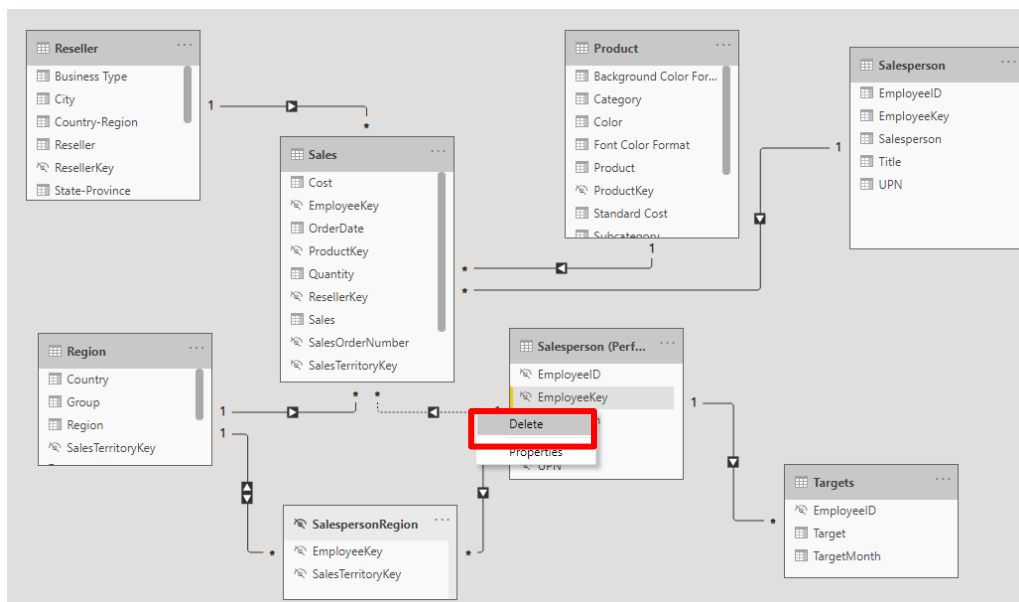 Reseller
Business Type
City
Country-Region
Reseller
ResellerKey
State-Province
1
*
Sales
Cost
EmployeeKey
OrderDate
ProductKey
Quantity
ResellerKey
Sales
SalesOrderNumber
SalesTerritoryKey
Product
Background Color For...
Category
Color
Font Color Format
Product
ProductKey
Standard Cost
Subcategory
1
*
*
Salesperson
EmployeeID
EmployeeKey
Salesperson
Title
UPN
1
Region
Country
Group
Region
SalesTerritoryKey
1
1
* *
Salesperson (Perf...
EmployeeID
EmployeeKey
Delete
Properties
UPN
1
SalespersonRegion
EmployeeKey
SalesTerritoryKey
*
*
Targets
EmployeeID
Target
TargetMonth
*